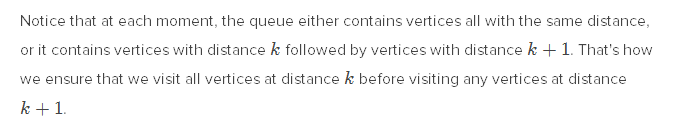 Notice that at each moment, the queue either contains vertices all with the same distance,
or it contains vertices with distance k followed by vertices with distance k + 1. That's how
we ensure that we visit all vertices at distance k before visiting any vertices at distance
k + 1.